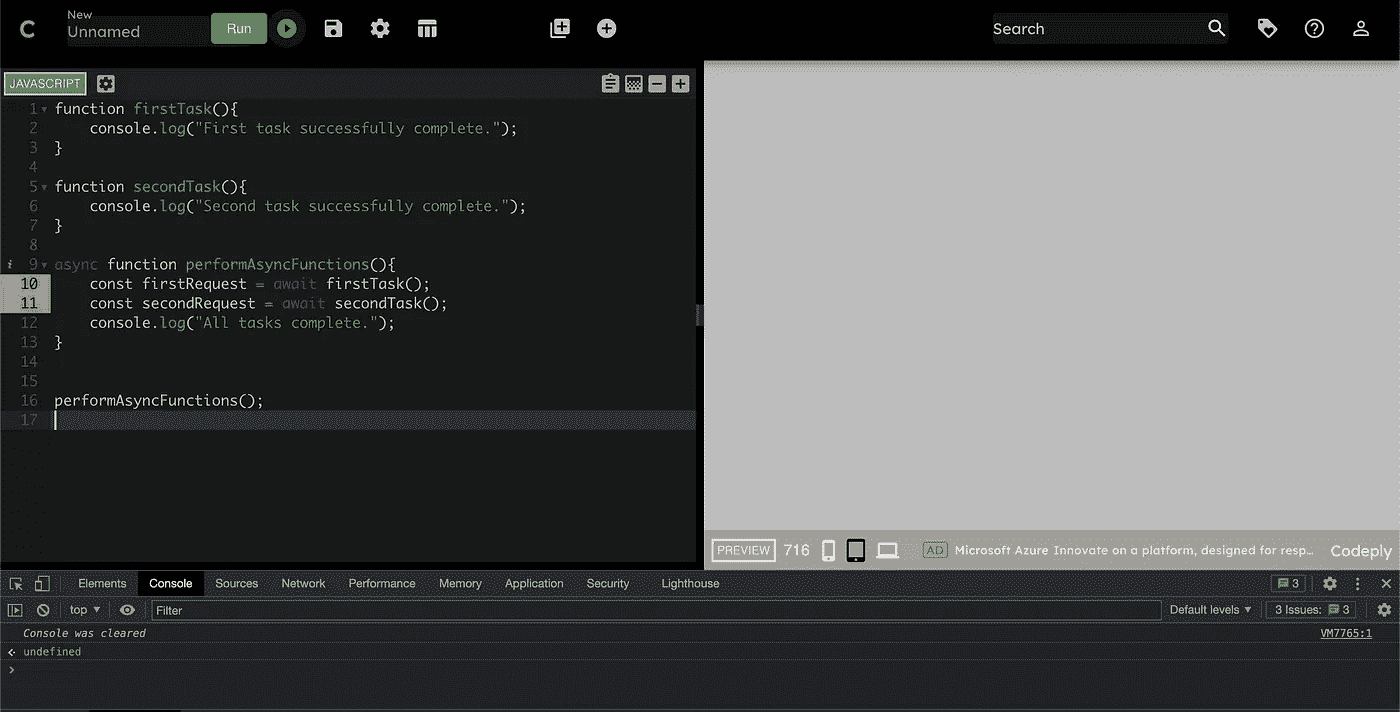 C
New
Unnamed
Run
Search
JAVASCRIPT
1 function firstTask(){
2 console.log("First task successfully complete.");
3 }
4
5 function secondTask(){
6 console.log("Second task successfully complete.");
7 }
8
i 9 async function performAsyncFunctions(){
10 const firstRequest = await firstTask();
11 const secondRequest = await secondTask();
12 console.log("All tasks complete.");
13 }
14
15
16 performAsyncFunctions();
17
PREVIEW 716 AD Microsoft Azure Innovate on a platform, designed for resp... Codeply
Elements Console Sources Network Performance Memory Application Security Lighthouse 3
top Filter Default levels 3 Issues: 3
Console was cleared VM7765:1
undefined